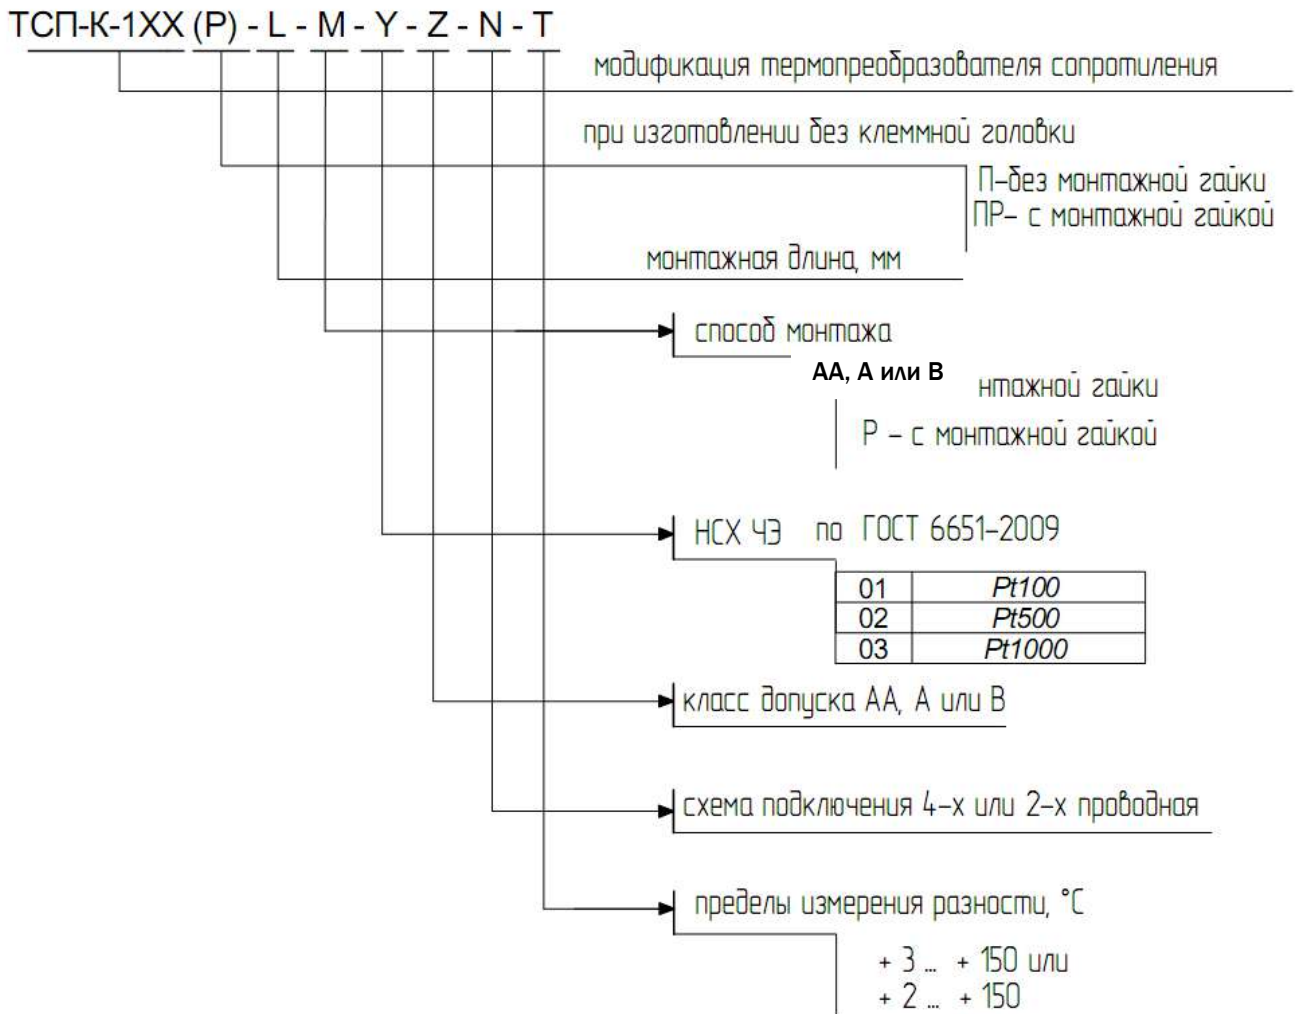 ТСП-К-1ХХ (Р) - L - M - Y - Z - N - T
модификация термопреобразователя сопротиления
при изготовлении без клеммной головки
П–без монтажной гайки
ПР– с монтажной гайкой
монтажная длина, мм
способ монтажа
АА, А или В
нтажной гайки
Р – с монтажной гайкой
НСХ ЧЭ по ГОСТ 6651–2009
01 Pt100
02 Pt500
03 Pt1000
класс допуска АА, А или В
схема подключения 4–х или 2–х проводная
пределы измерения разности, °С
+ 3 ... + 150 или
+ 2 ... + 150